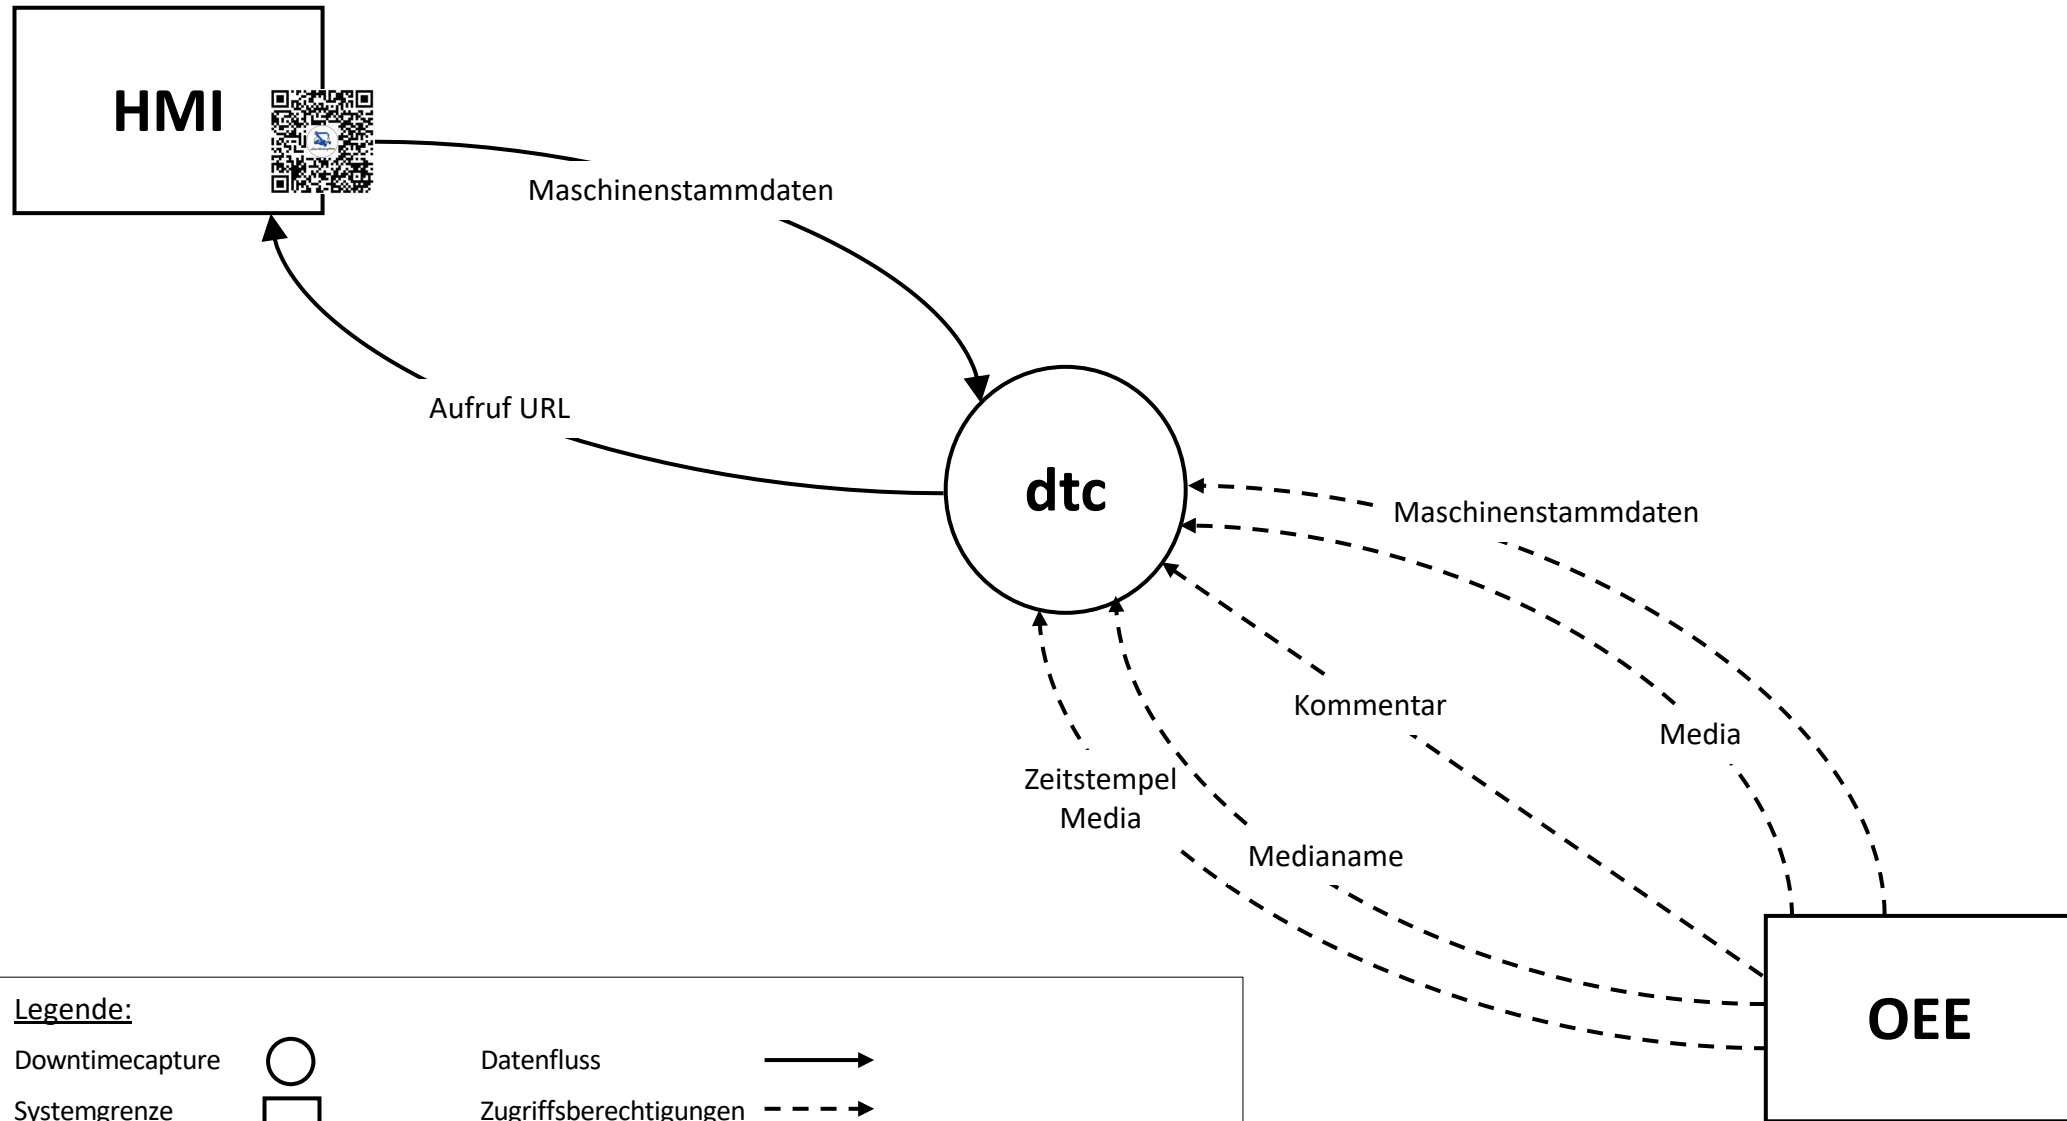 HMI
Maschinenstammdaten
Aufruf URL
dtc
Maschinenstammdaten
Kommentar
Media
Zeitstempel
Media
Medianame
OEE
Legende:
Downtimecapture
Datenfluss
Systemgrenze
Zugriffsberechtigungen